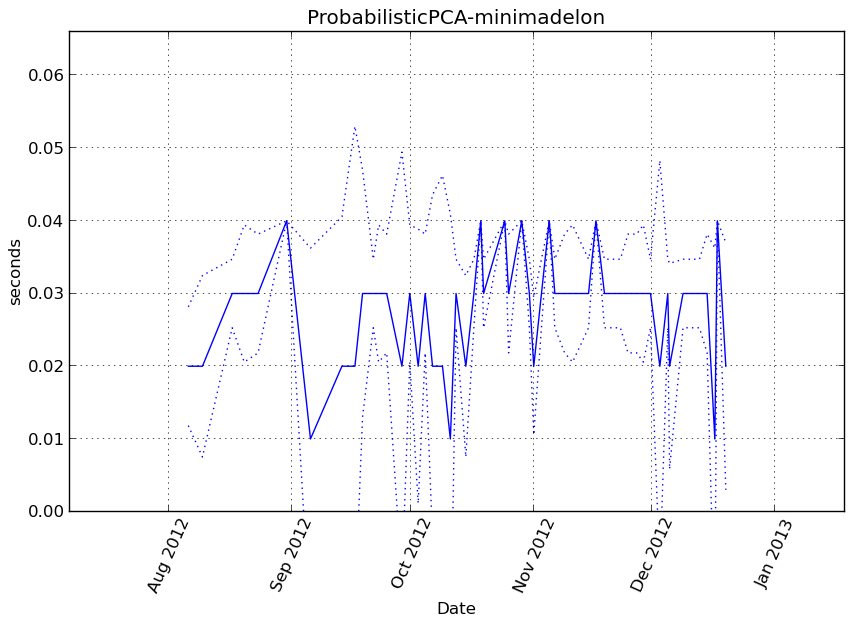 ProbabilisticPCA-minimadelon
0.06
0.05
0.04
0.03
0.02
0.01
0.00
seconds
Aug 2012
Sep 2012
Oct 2012
Nov 2012
Dec 2012
Jan 2013
Date